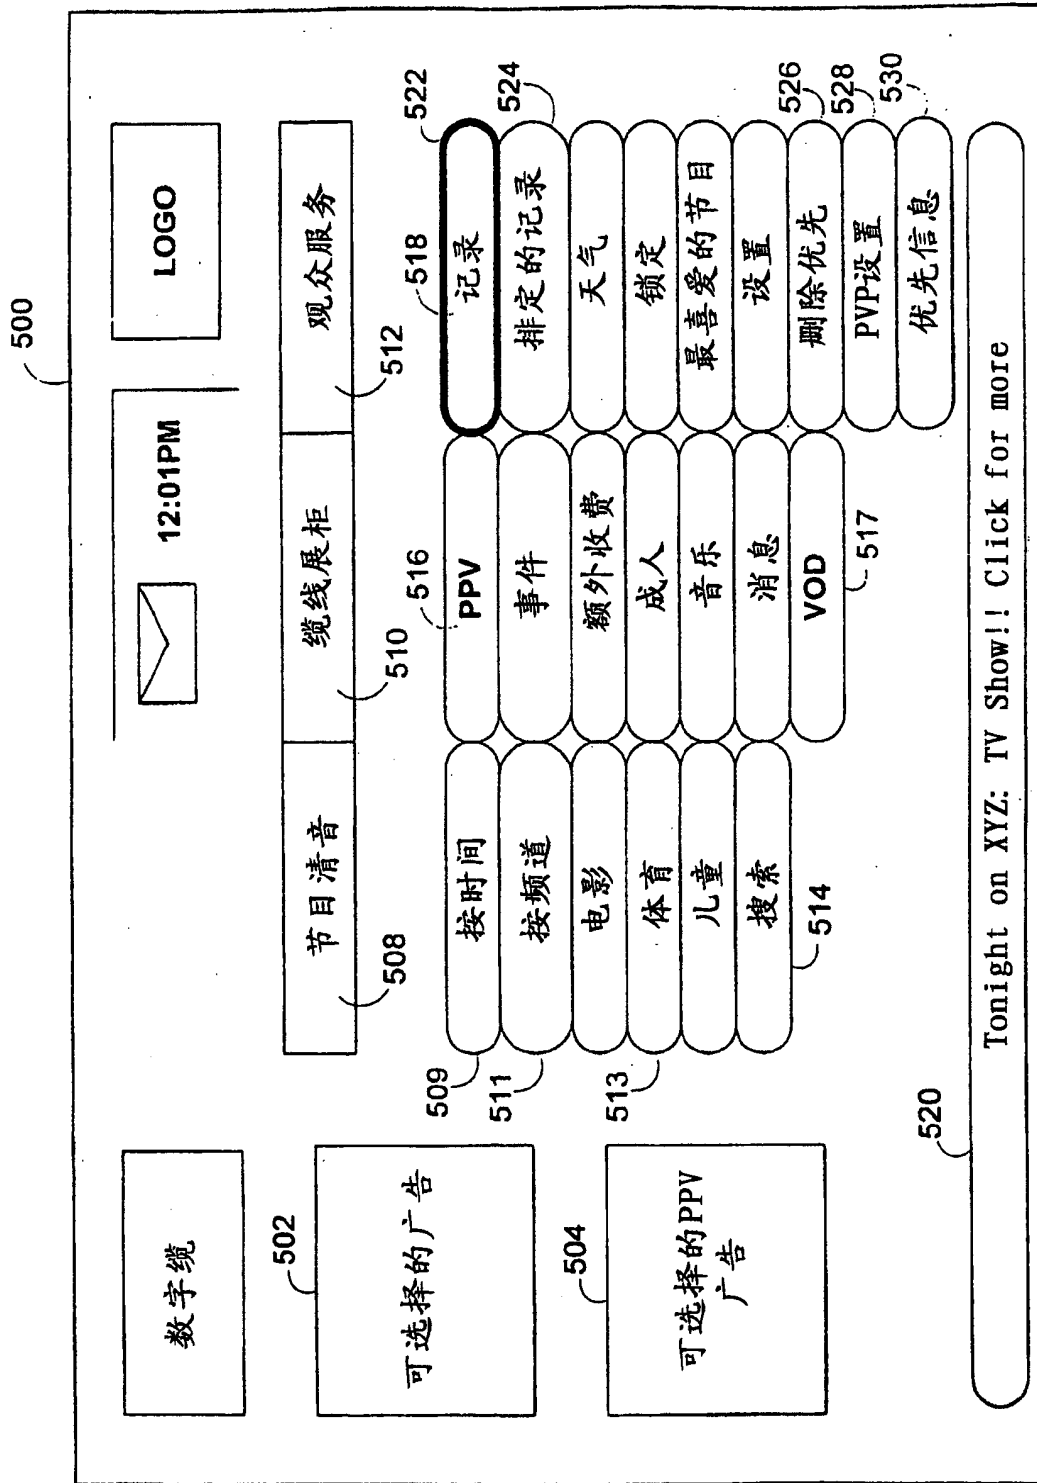 500
数字缆
12:01PM
LOGO
502
可选择的广告
504
可选择的PPV
广告
节目清音
缆线展柜
观众服务
508
510
512
516
518
522
509
按时间
PPV
记录
511
按频道
事件
排定的记录
524
电影
额外收费
天气
513
体育
成人
锁定
儿童
音乐
最喜爱的节目
搜索
消息
设置
514
VOD
删除优先
526
517
PVP设置
528
优先信息
530
520
Tonight on XYZ: TV Show!! Click for more